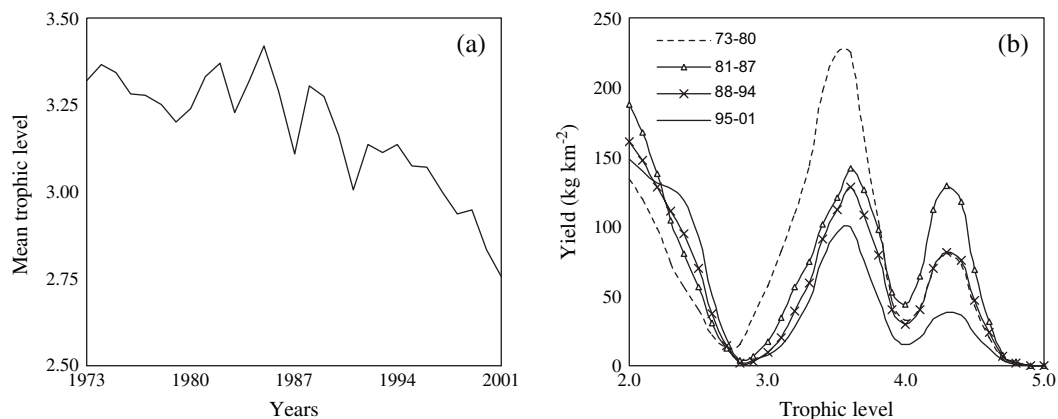 3.50
3.25
3.00
2.75
2.50
Mean trophic level
1973 1980 1987 1994 2001
Years
(a)
250
200
150
100
50
0
Yield (kg km-2)
73-80
81-87
88-94
95-01
(b)
2.0 3.0 4.0 5.0
Trophic level